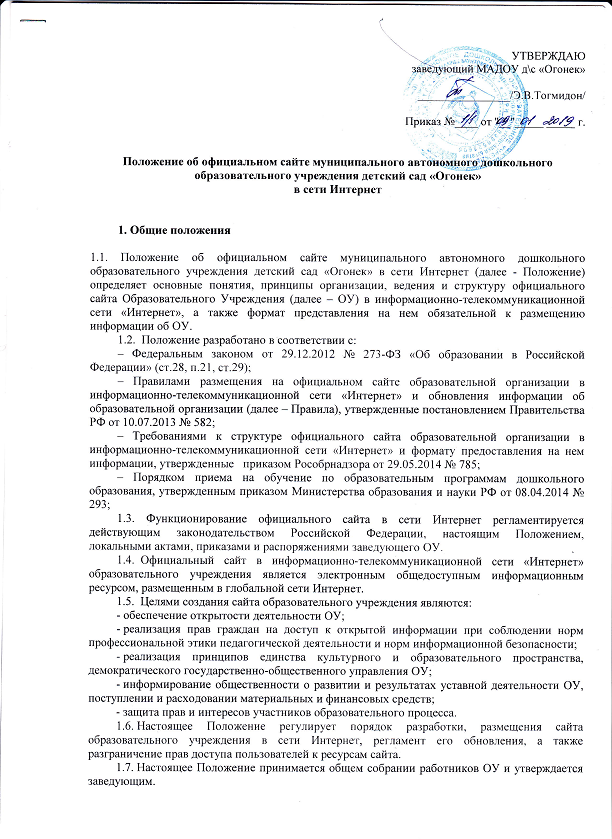 УТВЕРЖДАЮ
заведующий МАДОУ д\с «Огонек»
/Э.В.Тогмидон/
Приказ № 1/1 от "09" 01 2019 г.
Положение об официальном сайте муниципального автономного дошкольного
образовательного учреждения детский сад «Огонек»
в сети Интернет
1. Общие положения
1.1. Положение об официальном сайте муниципального автономного дошкольного
образовательного учреждения детский сад «Огонек» в сети Интернет (далее - Положение)
определяет основные понятия, принципы организации, ведения и структуру официального
сайта Образовательного Учреждения (далее – ОУ) в информационно-телекоммуникационной
сети «Интернет», а также формат представления на нем обязательной к размещению
информации об ОУ.
1.2. Положение разработано в соответствии с:
– Федеральным законом от 29.12.2012 № 273-ФЗ «Об образовании в Российской
Федерации» (ст.28, п.21, ст.29);
– Правилами размещения на официальном сайте образовательной организации в
информационно-телекоммуникационной сети «Интернет» и обновления информации об
образовательной организации (далее – Правила), утвержденные постановлением Правительства
РФ от 10.07.2013 № 582;
– Требованиями к структуре официального сайта образовательной организации в
информационно-телекоммуникационной сети «Интернет» и формату предоставления на нем
информации, утвержденные приказом Рособрнадзора от 29.05.2014 № 785;
– Порядком приема на обучение по образовательным программам дошкольного
образования, утвержденным приказом Министерства образования и науки РФ от 08.04.2014 №
293;
1.3. Функционирование официального сайта в сети Интернет регламентируется
действующим законодательством Российской Федерации, настоящим Положением,
локальными актами, приказами и распоряжениями заведующего ОУ.
1.4. Официальный сайт в информационно-телекоммуникационной сети «Интернет»
образовательного учреждения является электронным общедоступным информационным
ресурсом, размещенным в глобальной сети Интернет.
1.5. Целями создания сайта образовательного учреждения являются:
- обеспечение открытости деятельности ОУ;
- реализация прав граждан на доступ к открытой информации при соблюдении норм
профессиональной этики педагогической деятельности и норм информационной безопасности;
- реализация принципов единства культурного и образовательного пространства,
демократического государственно-общественного управления ОУ;
- информирование общественности о развитии и результатах уставной деятельности ОУ,
поступлении и расходовании материальных и финансовых средств;
- защита прав и интересов участников образовательного процесса.
1.6. Настоящее Положение регулирует порядок разработки, размещения сайта
образовательного учреждения в сети Интернет, регламент его обновления, а также
разграничение прав доступа пользователей к ресурсам сайта.
1.7. Настоящее Положение принимается общем собрании работников ОУ и утверждается
заведующим.